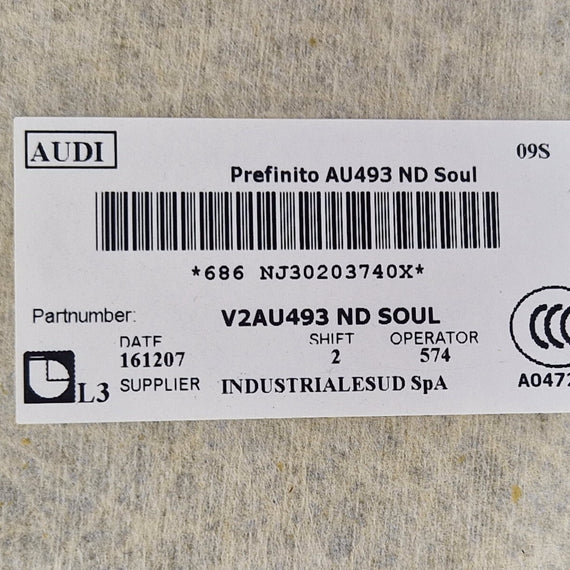 AUDI
09S
Prefinito AU493 ND Soul
*686 NJ30203740X*
Partnumber: V2AU493 ND SOUL
DATE SHIFT OPERATOR
161207 2 574
L3 SUPPLIER INDUSTRIALESUD SpA
A0472